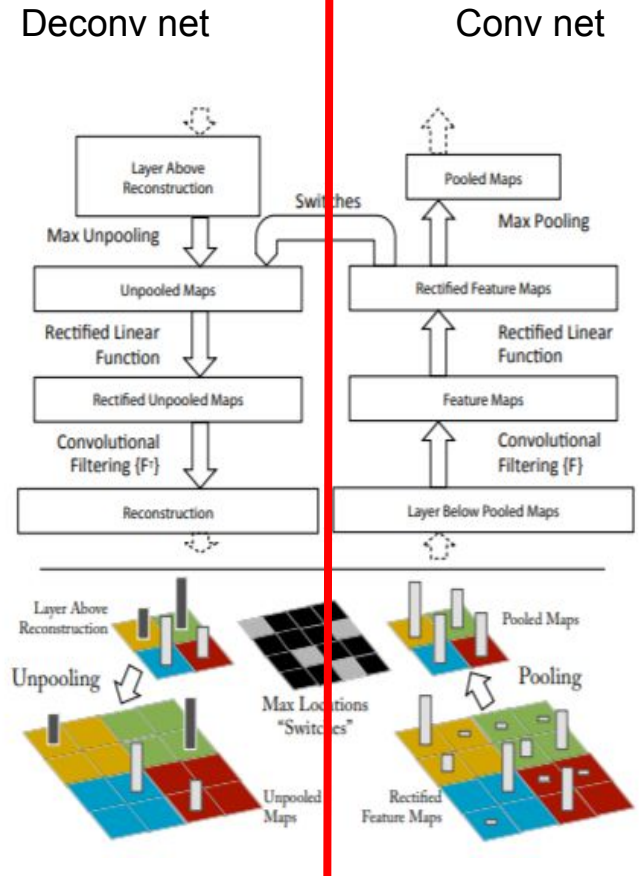 Deconv net
Conv net
Layer Above
Reconstruction
Switches
Pooled Maps
Max Unpooling
Max Pooling
Unpooled Maps
Rectified Feature Maps
Rectified Linear
Function
Rectified Linear
Function
Rectified Unpooled Maps
Feature Maps
Convolutional
Filtering {Fᵀ}
Convolutional
Filtering {F}
Reconstruction
Layer Below Pooled Maps
Layer Above
Reconstruction
Pooled Maps
Unpooling
Pooling
Max Locations
“Switches”
Unpooled
Maps
Rectified
Feature Maps